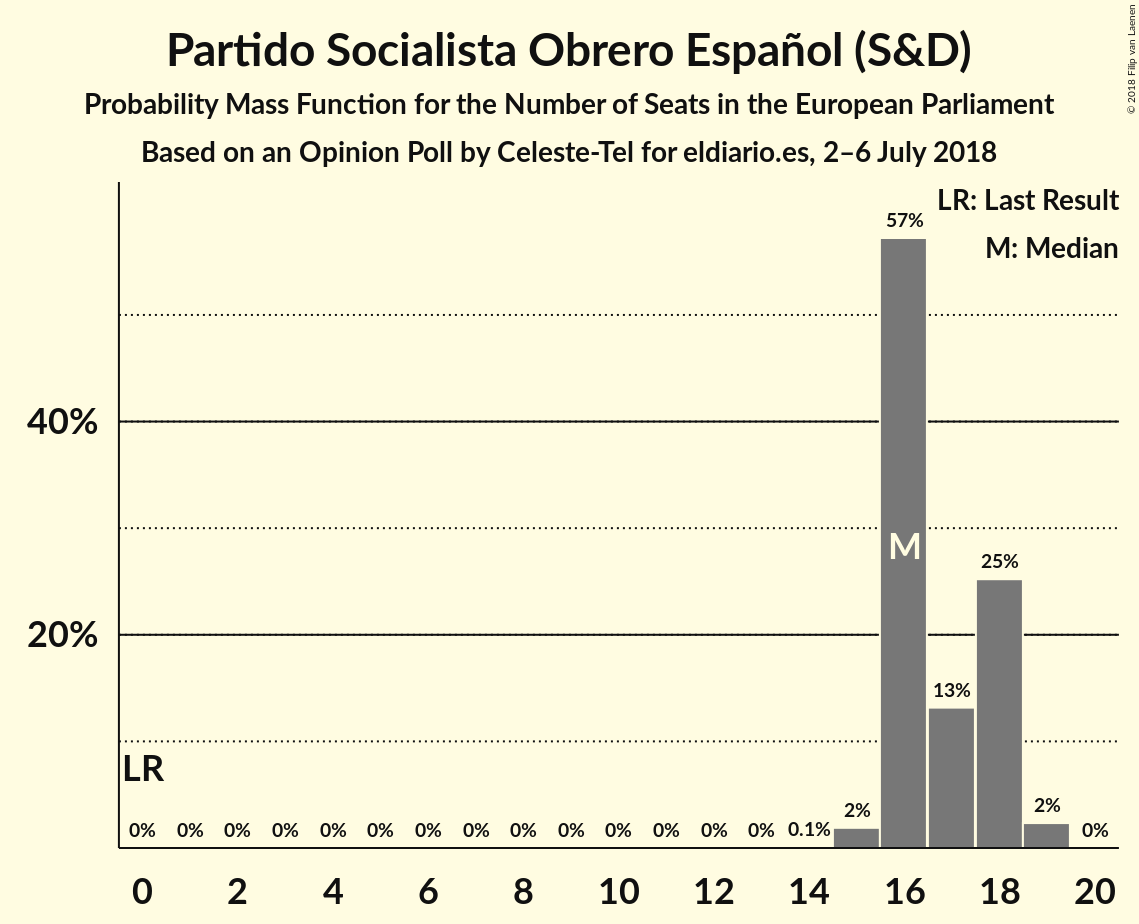 Partido Socialista Obrero Español (S&D)
Probability Mass Function for the Number of Seats in the European Parliament
Based on an Opinion Poll by Celeste-Tel for eldiario.es, 2–6 July 2018
© 2018 Filip van Laenen
LR: Last Result
M: Median
57%
40%
M
25%
20%
13%
LR
0% 0% 0% 0% 0% 0% 0% 0% 0% 0% 0% 0% 0% 0% 0.1% 2% 2% 0%
0 2 4 6 8 10 12 14 16 18 20